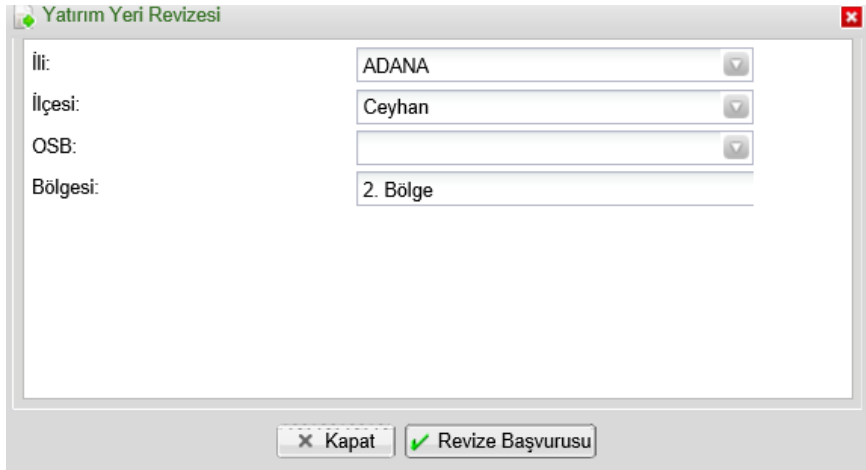 Yatırım Yeri Revizesi
İli: ADANA
İlçesi: Ceyhan
OSB:
Bölgesi: 2. Bölge
Kapat Revize Başvurusu